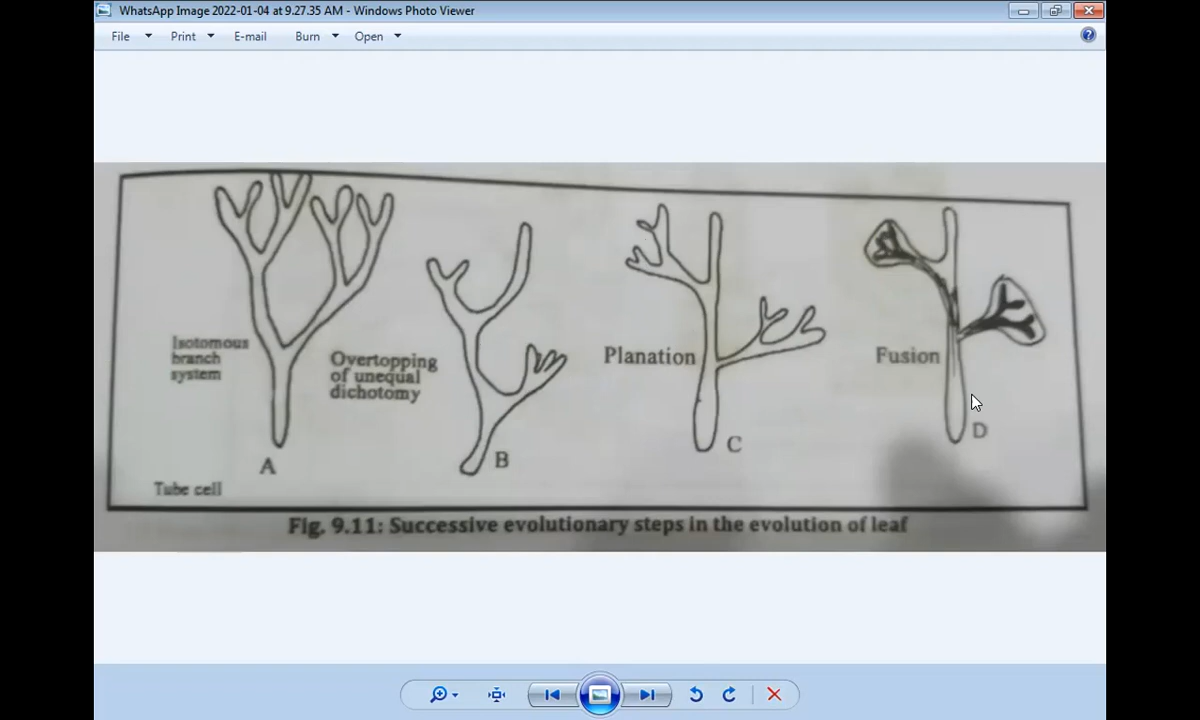 WhatsApp Image 2022-01-04 at 9.27.35 AM - Windows Photo Viewer
File Print E-mail Burn Open
Isotomous
branch
system
Overtopping
of unequal
dichotomy
Planation
Fusion
A
B
C
D
Tube cell
Fig. 9.11: Successive evolutionary steps in the evolution of leaf